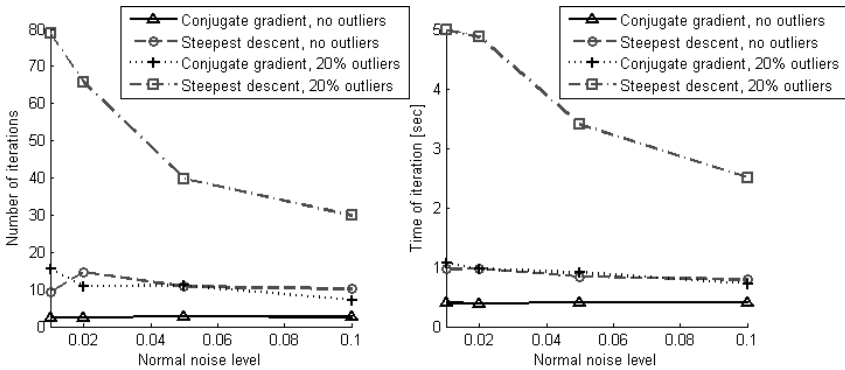 Conjugate gradient, no outliers
Steepest descent, no outliers
Conjugate gradient, 20% outliers
Steepest descent, 20% outliers
Number of iterations
80
70
60
50
40
30
20
10
0
0.02
0.04
0.06
0.08
0.1
Normal noise level
Conjugate gradient, no outliers
Steepest descent, no outliers
Conjugate gradient, 20% outliers
Steepest descent, 20% outliers
Time of iteration [sec]
5
4
3
2
1
0
0.02
0.04
0.06
0.08
0.1
Normal noise level